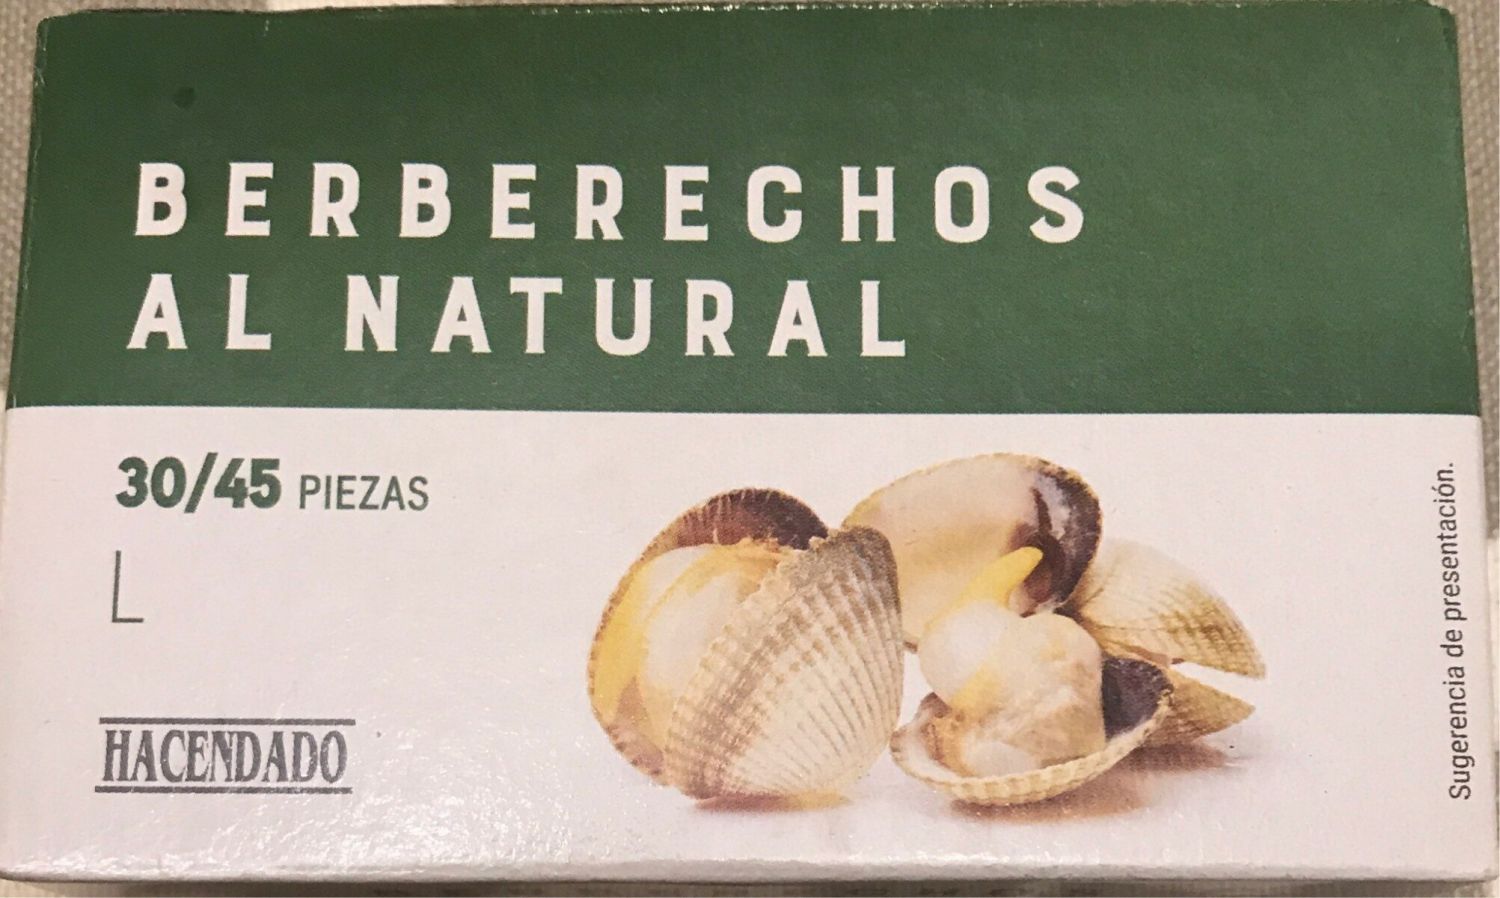 BERBERECHOS
AL NATURAL
30/45 PIEZAS
L
HACENDADO
Sugerencia de presentación.